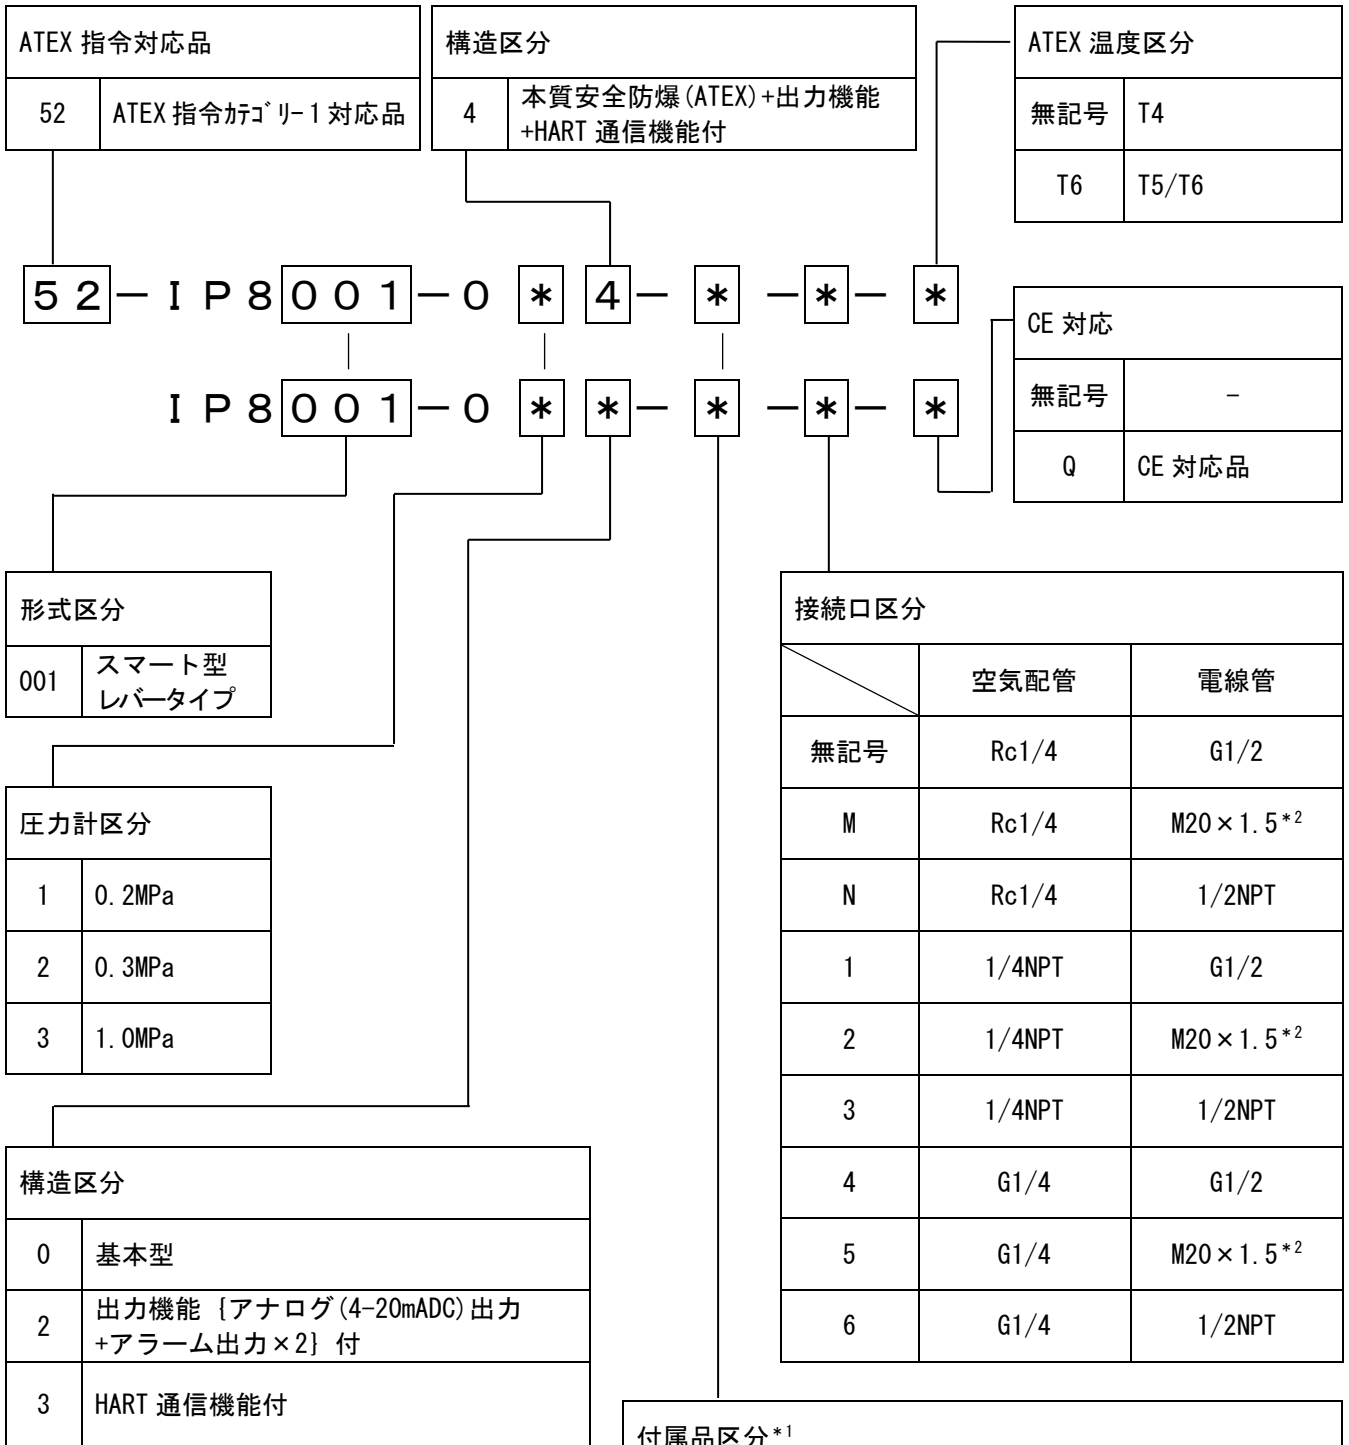 ATEX 指令対応品
52 ATEX 指令ｶﾃｺﾞﾘｰ 1 対応品
構造区分
4 本質安全防爆(ATEX)+出力機能
+HART 通信機能付
ATEX 温度区分
無記号 T4
T6 T5/T6
５２－ＩＰ８００１－０＊４－＊－＊－＊
ＩＰ８００１－０＊＊－＊－＊－＊
CE 対応
無記号 －
Q CE 対応品
形式区分
001 スマート型
レバータイプ
圧力計区分
1 0.2MPa
2 0.3MPa
3 1.0MPa
構造区分
0 基本型
2 出力機能 {アナログ(4-20mADC)出力
+アラーム出力×2} 付
3 HART 通信機能付
接続口区分
空気配管 電線管
無記号 Rc1/4 G1/2
M Rc1/4 M20×1.5*2
N Rc1/4 1/2NPT
1 1/4NPT G1/2
2 1/4NPT M20×1.5*2
3 1/4NPT 1/2NPT
4 G1/4 G1/2
5 G1/4 M20×1.5*2
6 G1/4 1/2NPT
付属品区分*1